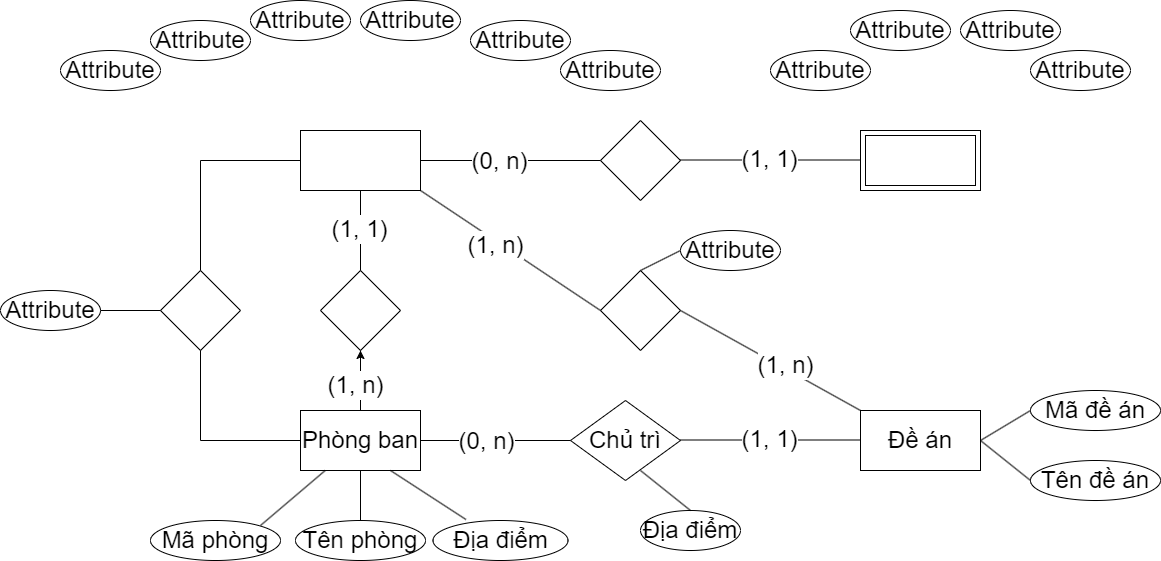 Attribute
Attribute
Attribute
Attribute
Attribute
Attribute
Attribute
Attribute
Attribute
Attribute
(0, n)
(1, 1)
(1, 1)
(1, n)
Attribute
Attribute
(1, n)
(1, n)
Phòng ban
(0, n)
Chủ trì
(1, 1)
Đề án
Mã đề án
Tên đề án
Địa điểm
Mã phòng
Tên phòng
Địa điểm